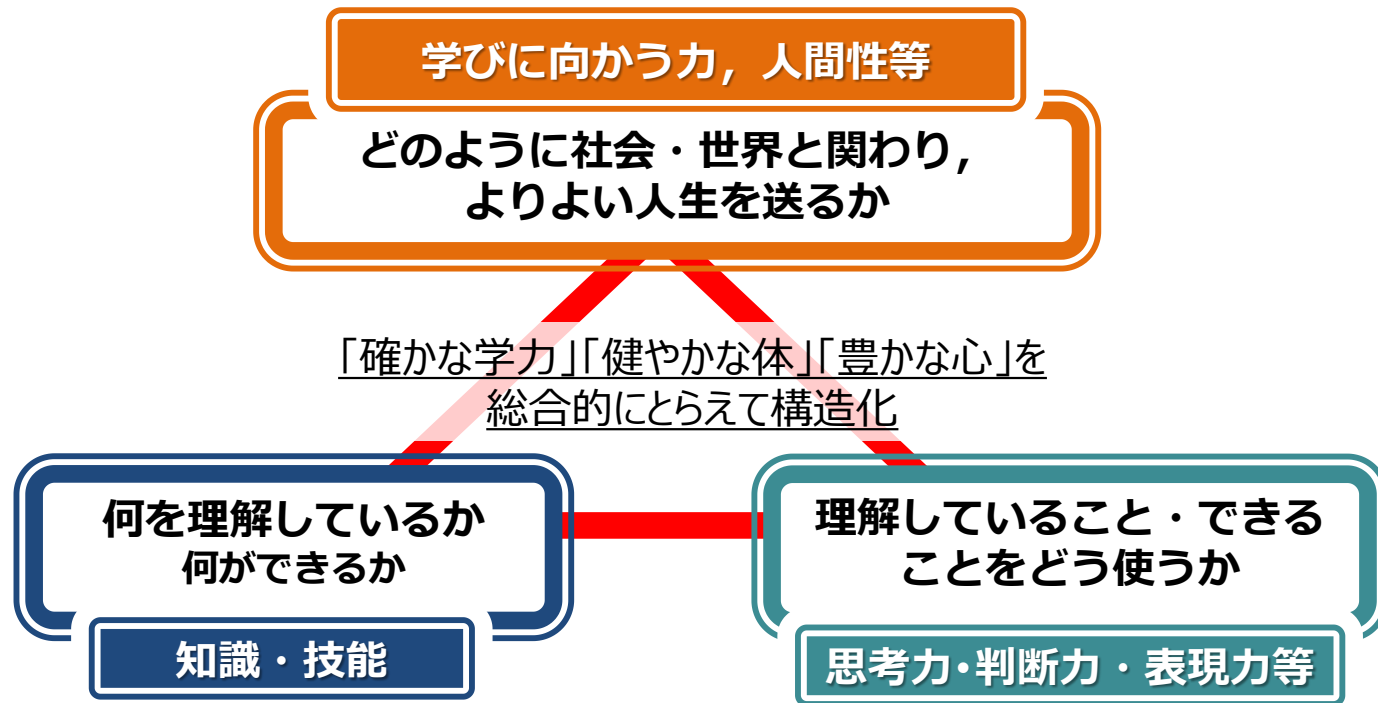 学びに向かう力，人間性等
どのように社会・世界と関わり，
よりよい人生を送るか
「確かな学力」「健やかな体」「豊かな心」を
総合的にとらえて構造化
何を理解しているか
何ができるか
知識・技能
理解していること・できる
ことをどう使うか
思考力・判断力・表現力等